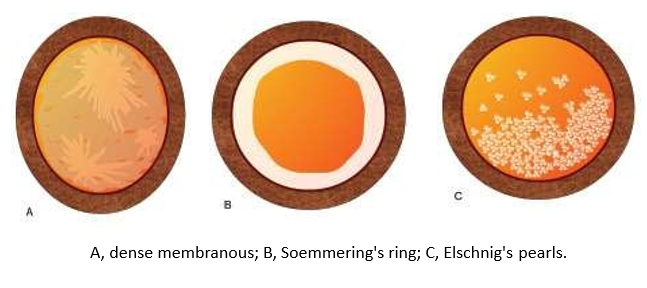 A
B
C
A, dense membranous; B, Soemmering's ring; C, Elschnig's pearls.